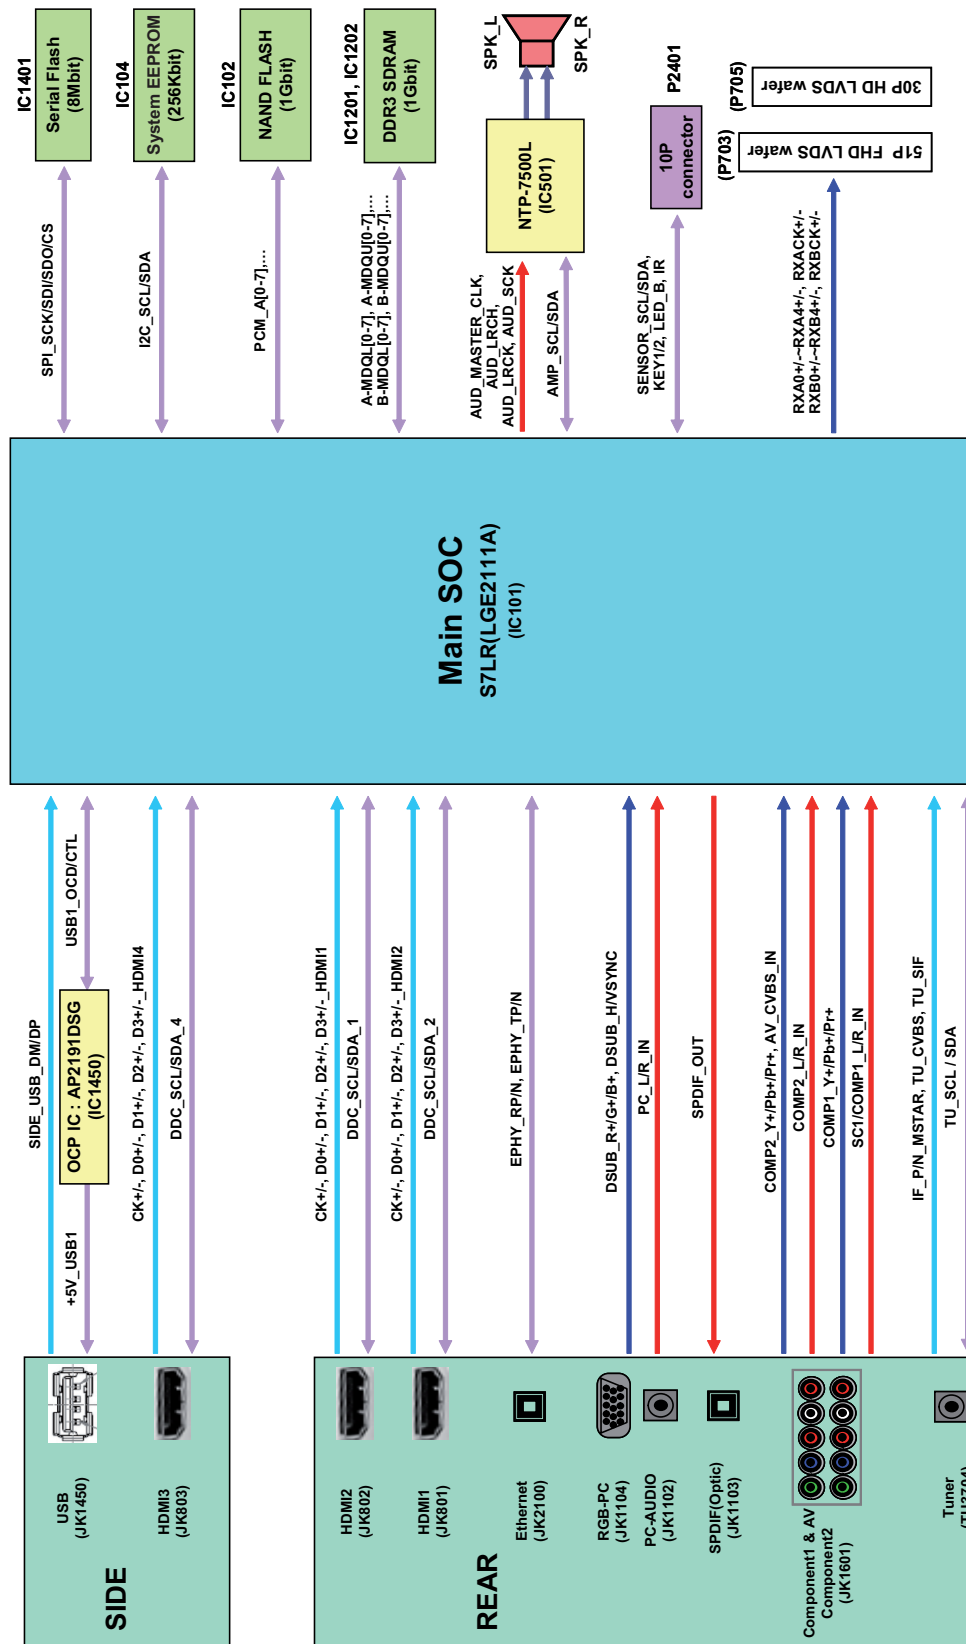 IC1401
Serial Flash
(8Mbit)
IC104
System EEPROM
(256Kbit)
IC102
NAND FLASH
(1Gbit)
IC1201, IC1202
DDR3 SDRAM
(1Gbit)
SPK_L
SPK_R
NTP-7500L
(IC501)
P2401
10P
connector
(P703)
51P  FHD LVDS wafer
(P705)
30P HD LVDS wafer
SPI_SCK/SDI/SDO/CS
I2C_SCL/SDA
PCM_A[0-7],...
A-MDQL[0-7], A-MDQU[0-7],...
B-MDQL[0-7], B-MDQU[0-7],...
AUD_MASTER_CLK,
AUD_LRCH,
AUD_LRCK, AUD_SCK
AMP_SCL/SDA
SENSOR_SCL/SDA,
KEY1/2, LED_B, IR
RXA0+/-~RXA4+/-, RXACK+/-
RXB0+/-~RXB4+/-, RXBCK+/-
Main SOC
S7LR(LGE2111A)
(IC101)
SIDE_USB_DM/DP
USB1_OCD/CTL
OCP IC : AP2191DSG
(IC1450)
+5V_USB1
CK+/-, D0+/-, D1+/-, D2+/-, D3+/-_HDMI4
DDC_SCL/SDA_4
CK+/-, D0+/-, D1+/-, D2+/-, D3+/-_HDMI1
DDC_SCL/SDA_1
CK+/-, D0+/-, D1+/-, D2+/-, D3+/-_HDMI2
DDC_SCL/SDA_2
EPHY_RP/N, EPHY_TP/N
DSUB_R+/G+/B+, DSUB_H/VSYNC
PC_L/R_IN
SPDIF_OUT
COMP2_Y+/Pb+/Pr+, AV_CVBS_IN
COMP2_L/R_IN
COMP1_Y+/Pb+/Pr+
SC1/COMP1_L/R_IN
IF_P/N_MSTAR, TU_CVBS, TU_SIF
TU_SCL / SDA
USB
(JK1450)
HDMI3
(JK803)
SIDE
HDMI2
(JK802)
HDMI1
(JK801)
Ethernet
(JK2100)
RGB-PC
(JK1104)
PC-AUDIO
(JK1102)
SPDIF(Optic)
(JK1103)
Component1 & AV
Component2
(JK1601)
Tuner
REAR